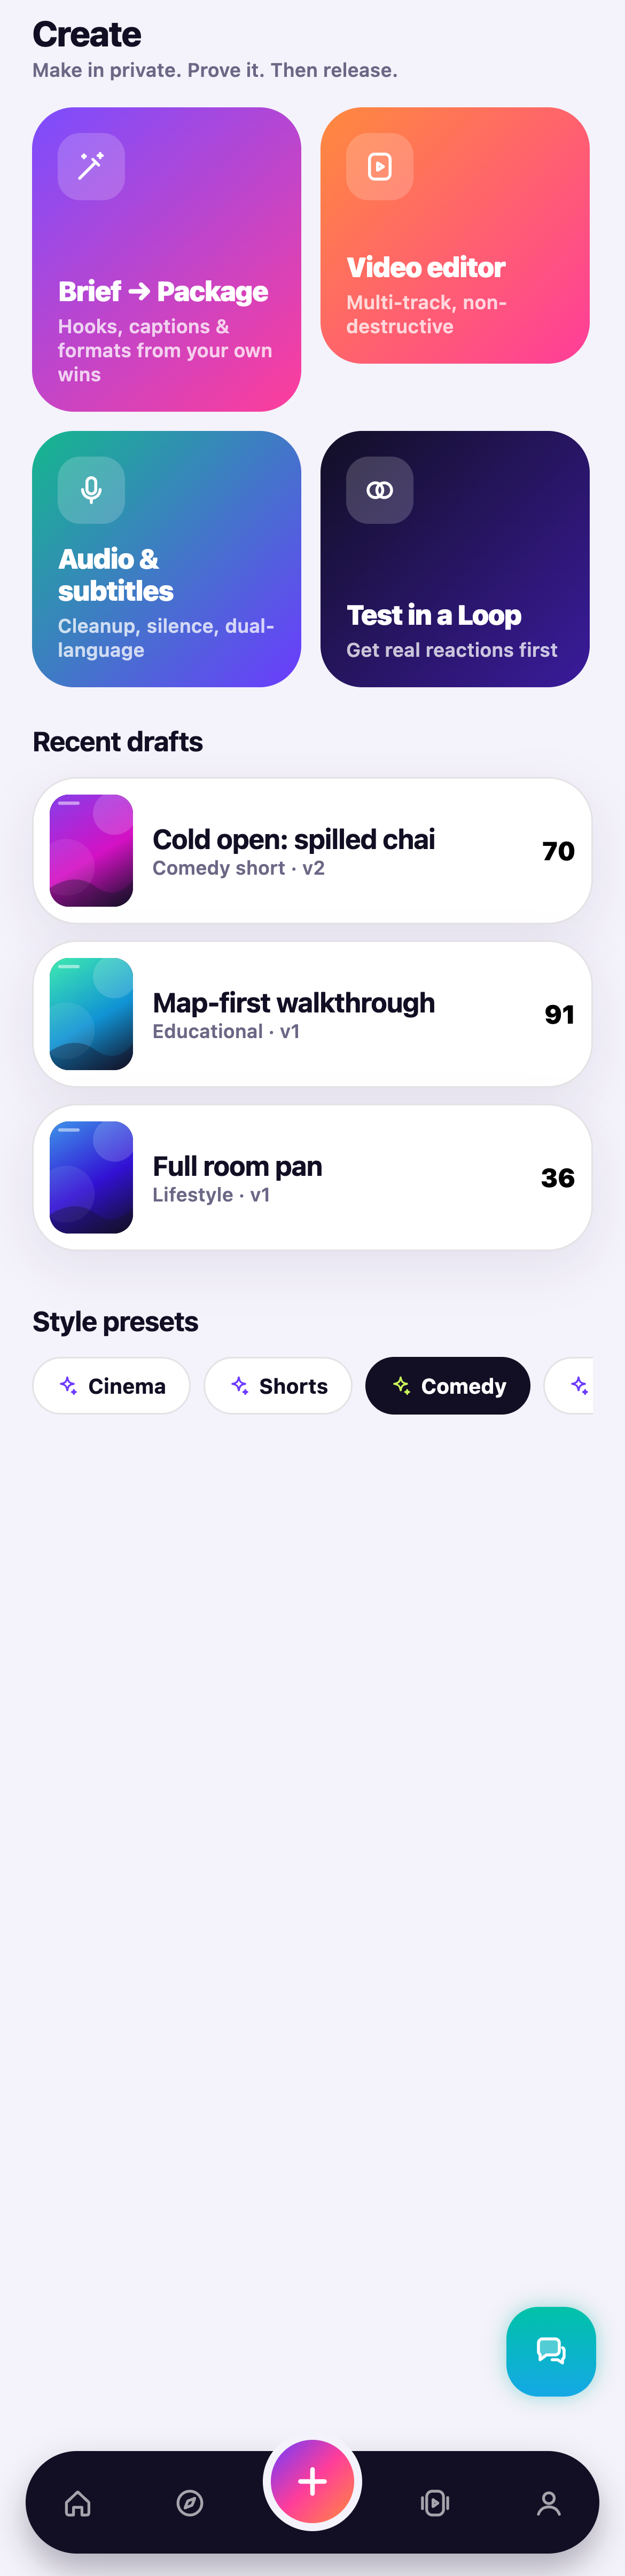 Create
Make in private. Prove it. Then release.
Brief → Package
Hooks, captions &
formats from your own
wins
Video editor
Multi-track, non-
destructive
Audio &
subtitles
Cleanup, silence, dual-
language
Test in a Loop
Get real reactions first
Recent drafts
Cold open: spilled chai
Comedy short · v2
70
Map-first walkthrough
Educational · v1
91
Full room pan
Lifestyle · v1
36
Style presets
Cinema
Shorts
Comedy